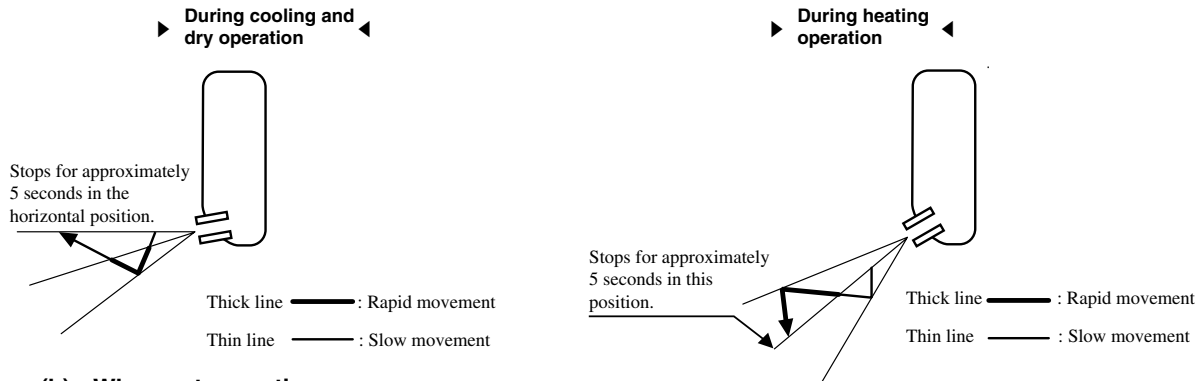 During cooling and
dry operation
Stops for approximately
5 seconds in the
horizontal position.
Thick line : Rapid movement
Thin line : Slow movement
During heating
operation
Stops for approximately
5 seconds in this
position.
Thick line : Rapid movement
Thin line : Slow movement